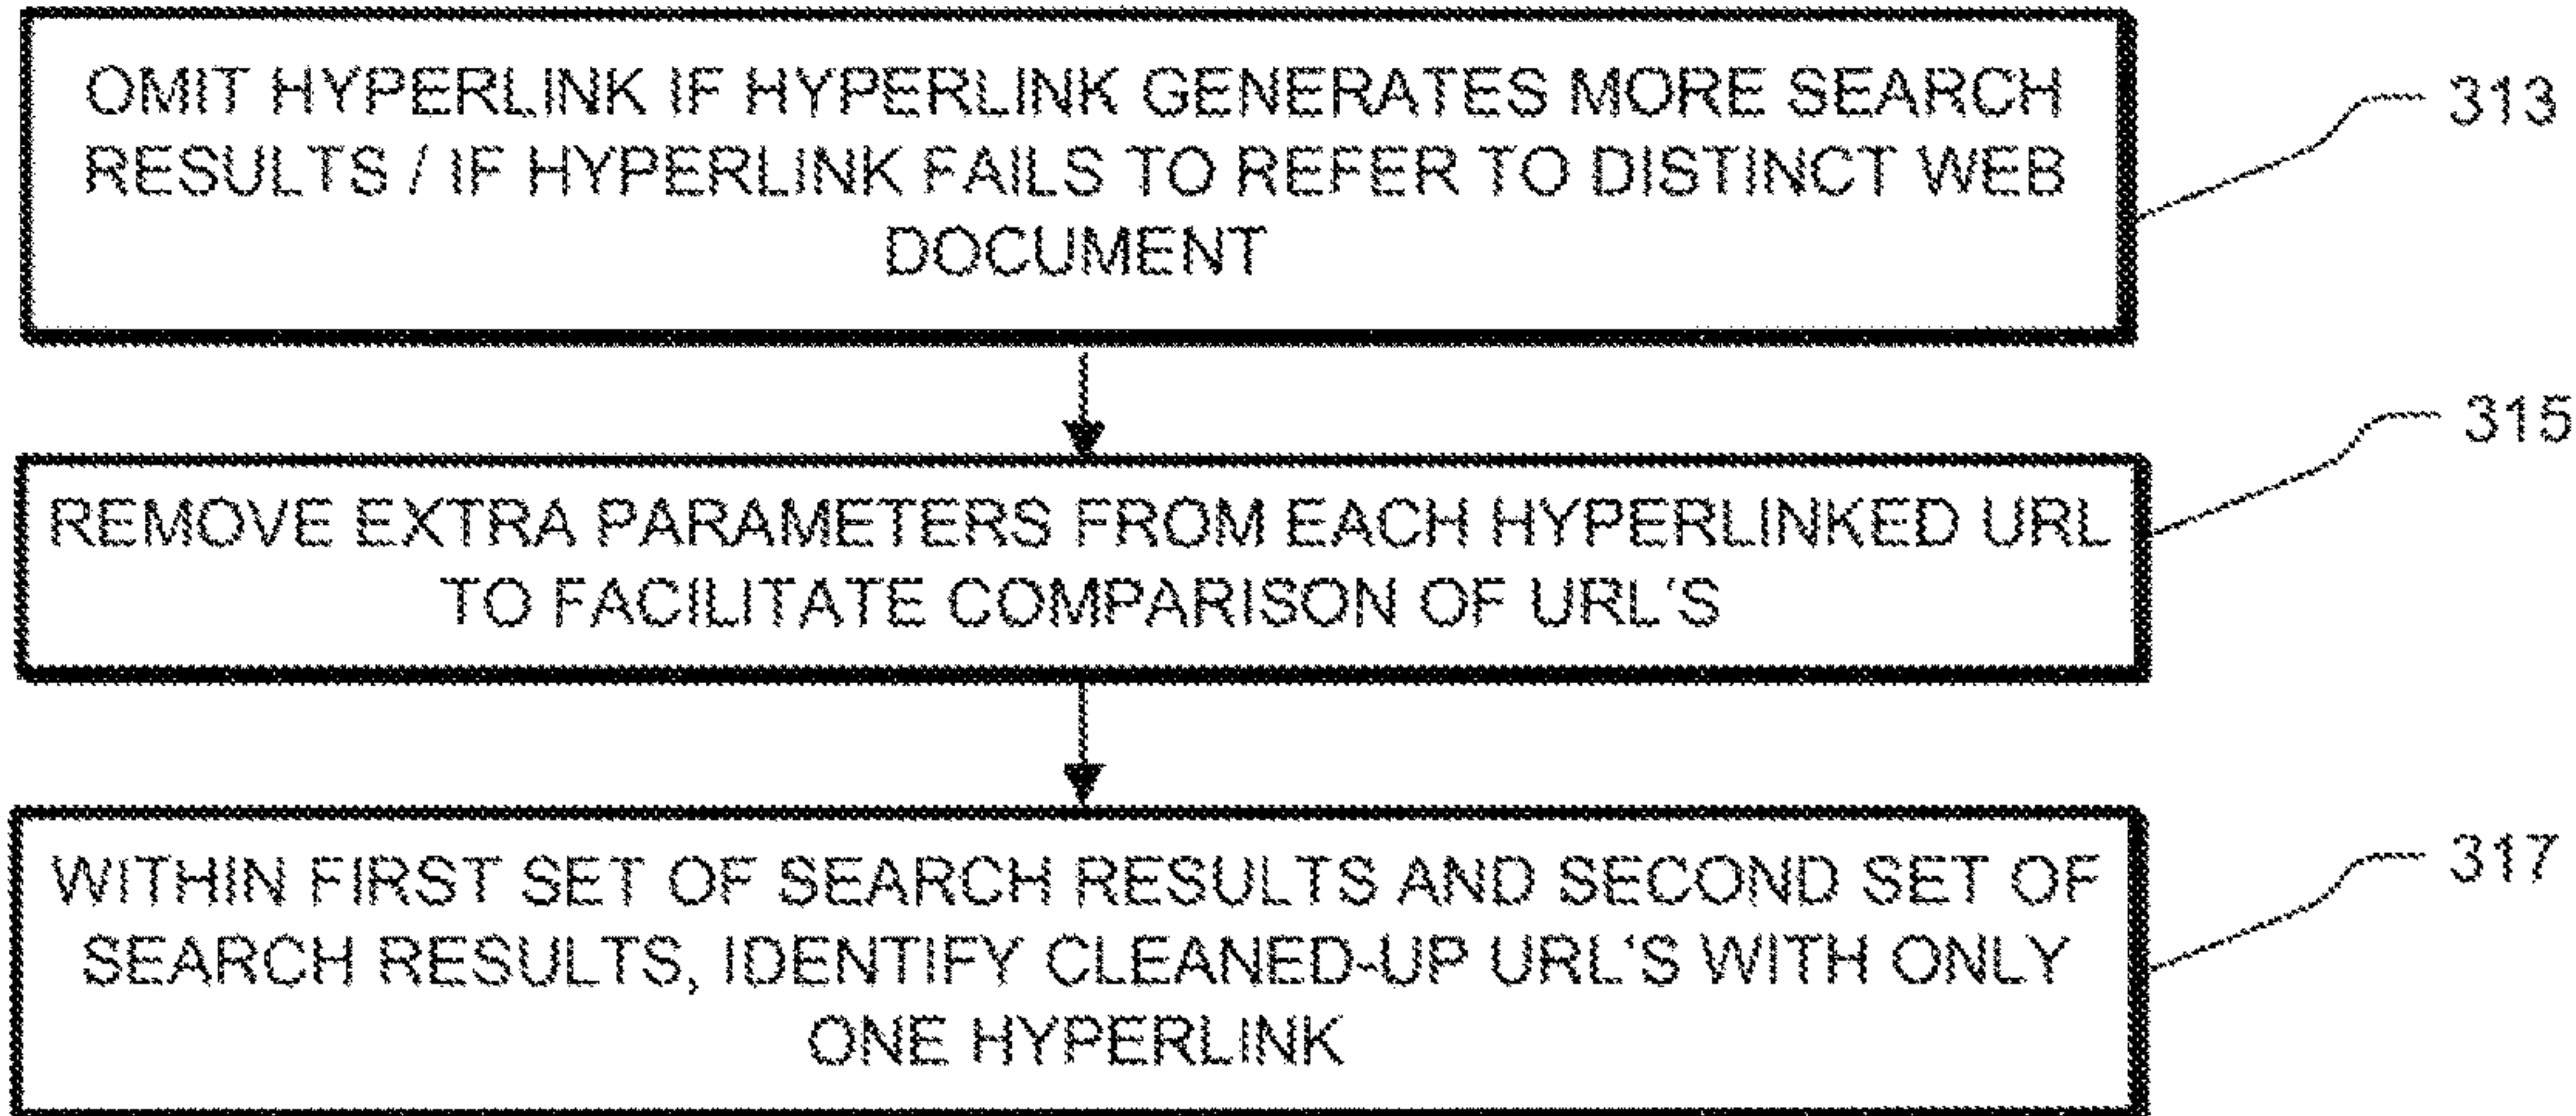 OMIT HYPERLINK IF HYPERLINK GENERATES MORE SEARCH
RESULTS / IF HYPERLINK FAILS TO REFER TO DISTINCT WEB
DOCUMENT
313
REMOVE EXTRA PARAMETERS FROM EACH HYPERLINKED URL
TO FACILITATE COMPARISON OF URL'S
315
WITHIN FIRST SET OF SEARCH RESULTS AND SECOND SET OF
SEARCH RESULTS, IDENTIFY CLEANED-UP URL'S WITH ONLY
ONE HYPERLINK
317